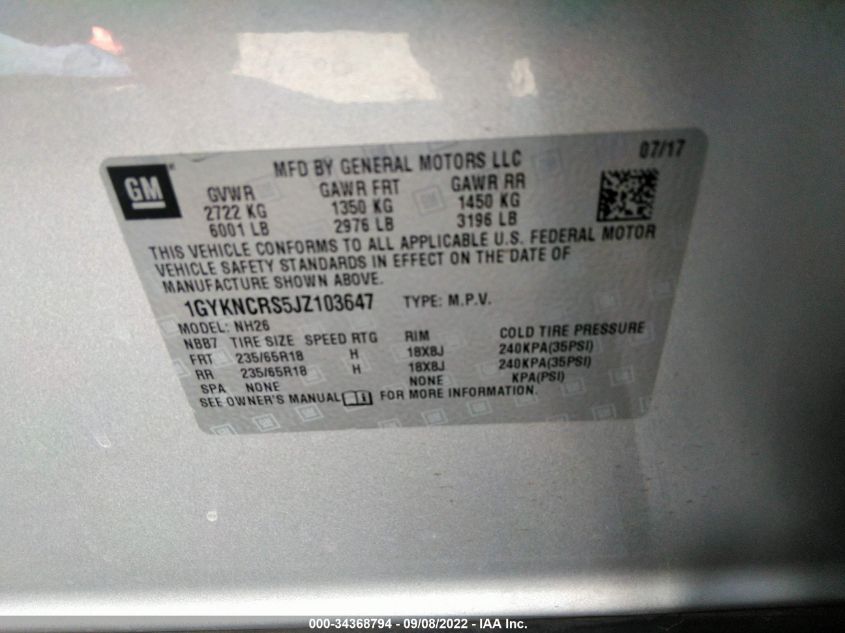 GM
MFD BY GENERAL MOTORS LLC
07/17
GVWR GAWR FRT GAWR RR
2722 KG 1350 KG 1450 KG
6001 LB 2976 LB 3196 LB
THIS VEHICLE CONFORMS TO ALL APPLICABLE U.S. FEDERAL MOTOR
VEHICLE SAFETY STANDARDS IN EFFECT ON THE DATE OF
MANUFACTURE SHOWN ABOVE.
1GYKNCRS5JZ103647 TYPE: M.P.V.
MODEL: NH26
NBB7 TIRE SIZE SPEED RTG RIM COLD TIRE PRESSURE
FRT 235/65R18 H 18X8J 240KPA(35PSI)
RR 235/65R18 H 18X8J 240KPA(35PSI)
SPA NONE NONE KPA(PSI)
SEE OWNER'S MANUAL FOR MORE INFORMATION.
000-34368794 - 09/08/2022 - IAA Inc.